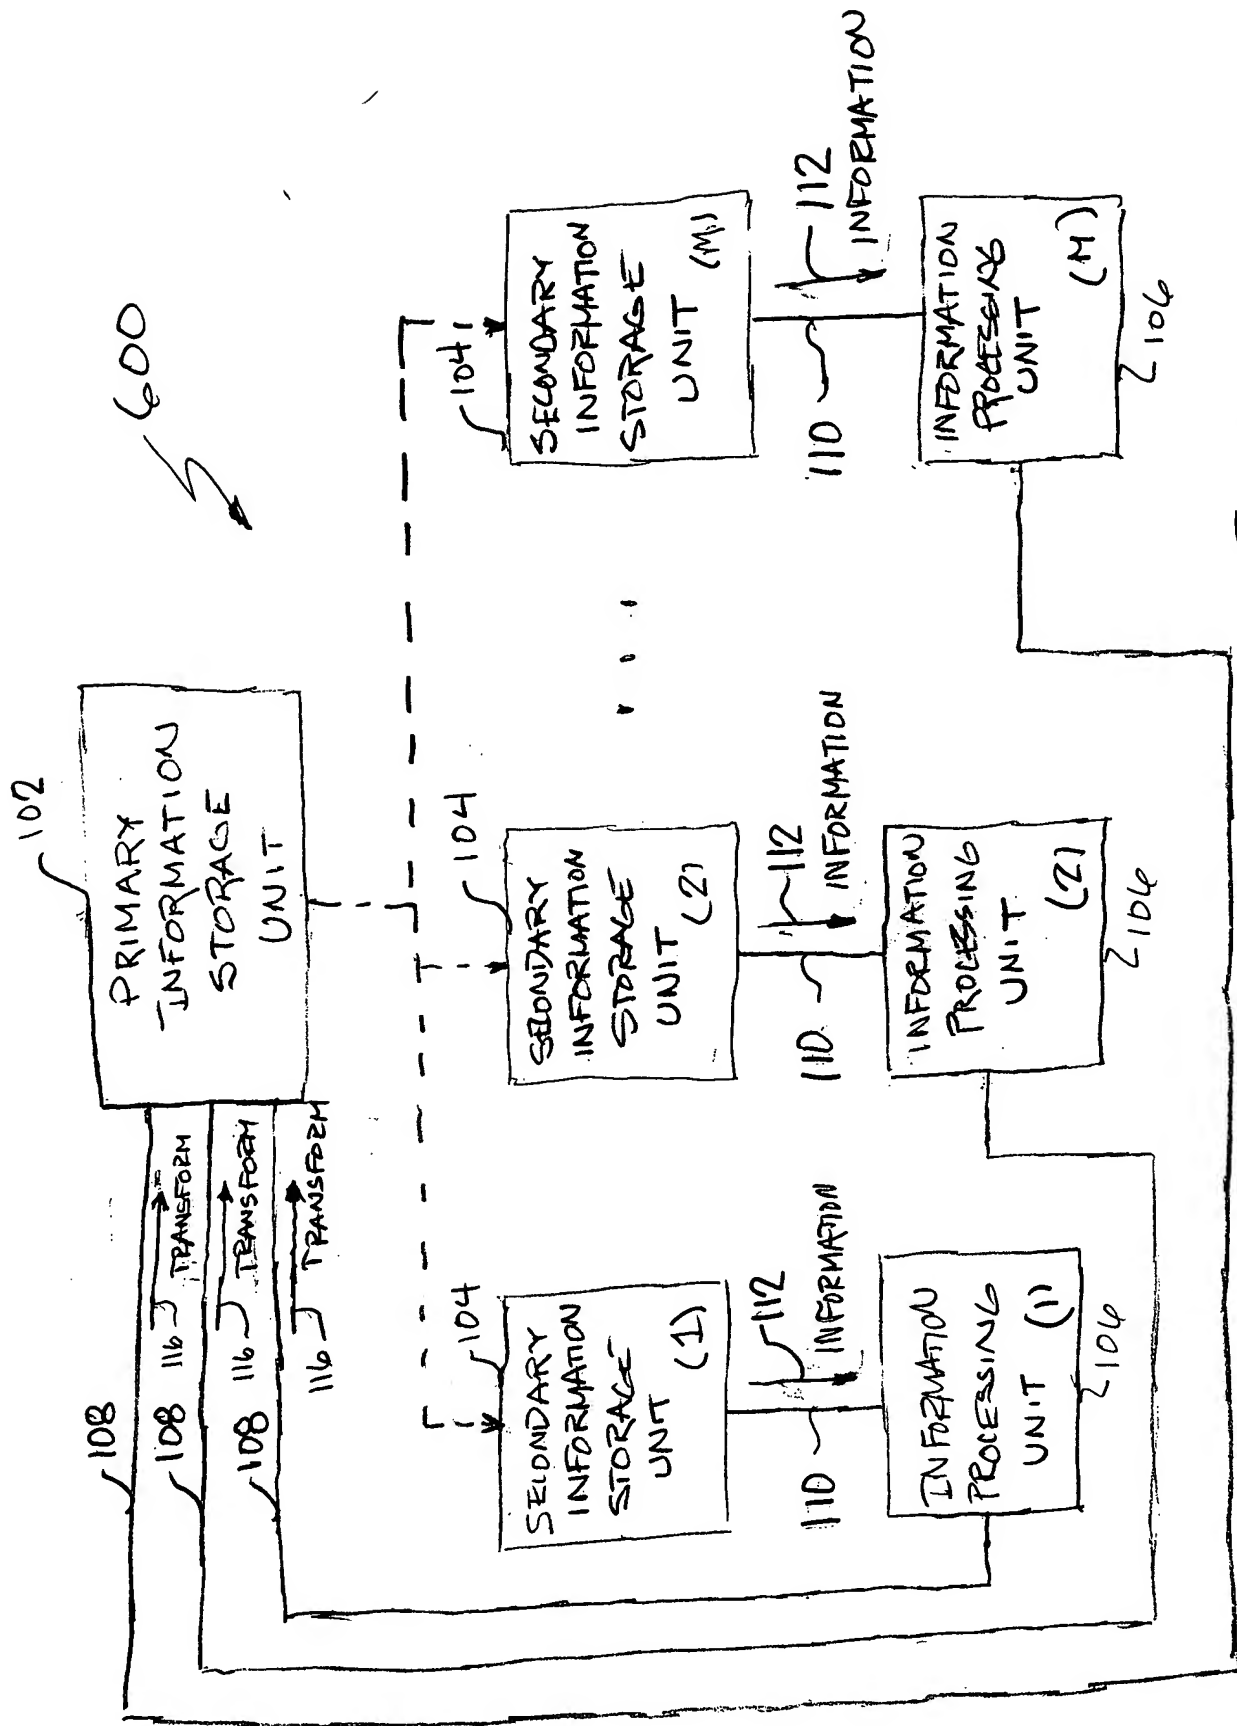 600
102
PRIMARY
INFORMATION
STORAGE
UNIT
108
116
TRANSFORM
108
116
TRANSFORM
108
116
TRANSFORM
104
SECONDARY
INFORMATION
STORAGE
UNIT
(1)
104
SECONDARY
INFORMATION
STORAGE
UNIT
(2)
104
SECONDARY
INFORMATION
STORAGE
UNIT
(M)
110
112
INFORMATION
110
112
INFORMATION
110
112
INFORMATION
INFORMATION
PROCESSING
UNIT
(1)
106
INFORMATION
PROCESSING
UNIT
(2)
106
INFORMATION
PROCESSING
UNIT
(M)
106